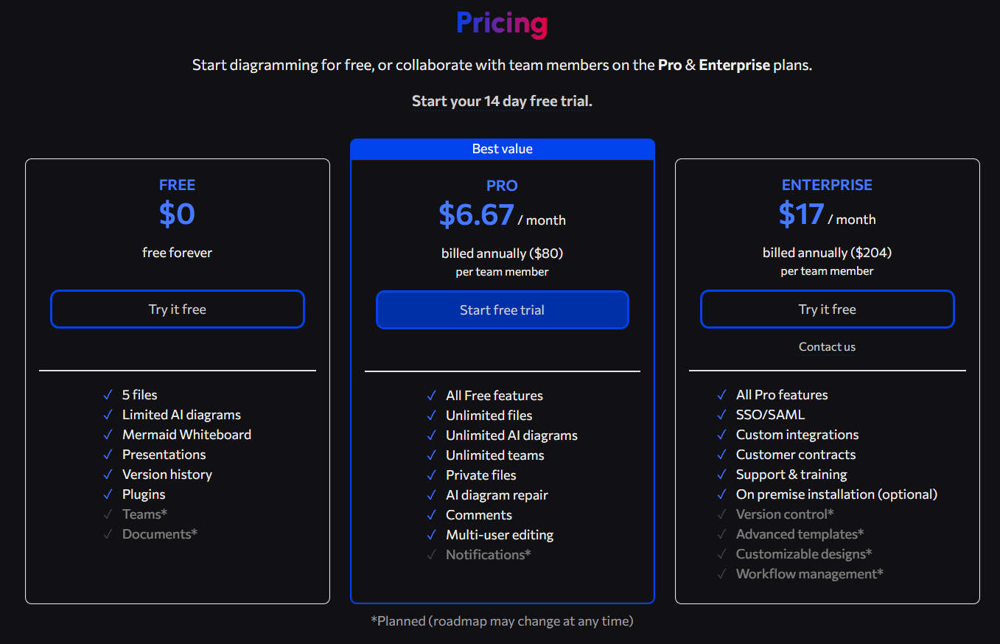 Pricing
Start diagramming for free, or collaborate with team members on the Pro & Enterprise plans.
Start your 14 day free trial.
FREE
$0
free forever
Try it free
✓ 5 files
✓ Limited AI diagrams
✓ Mermaid Whiteboard
✓ Presentations
✓ Version history
✓ Plugins
✓ Teams*
✓ Documents*
Best value
PRO
$6.67 / month
billed annually ($80)
per team member
Start free trial
✓ All Free features
✓ Unlimited files
✓ Unlimited AI diagrams
✓ Unlimited teams
✓ Private files
✓ AI diagram repair
✓ Comments
✓ Multi-user editing
✓ Notifications*
ENTERPRISE
$17 / month
billed annually ($204)
per team member
Try it free
Contact us
✓ All Pro features
✓ SSO/SAML
✓ Custom integrations
✓ Customer contracts
✓ Support & training
✓ On premise installation (optional)
✓ Version control*
✓ Advanced templates*
✓ Customizable designs*
✓ Workflow management*
*Planned (roadmap may change at any time)